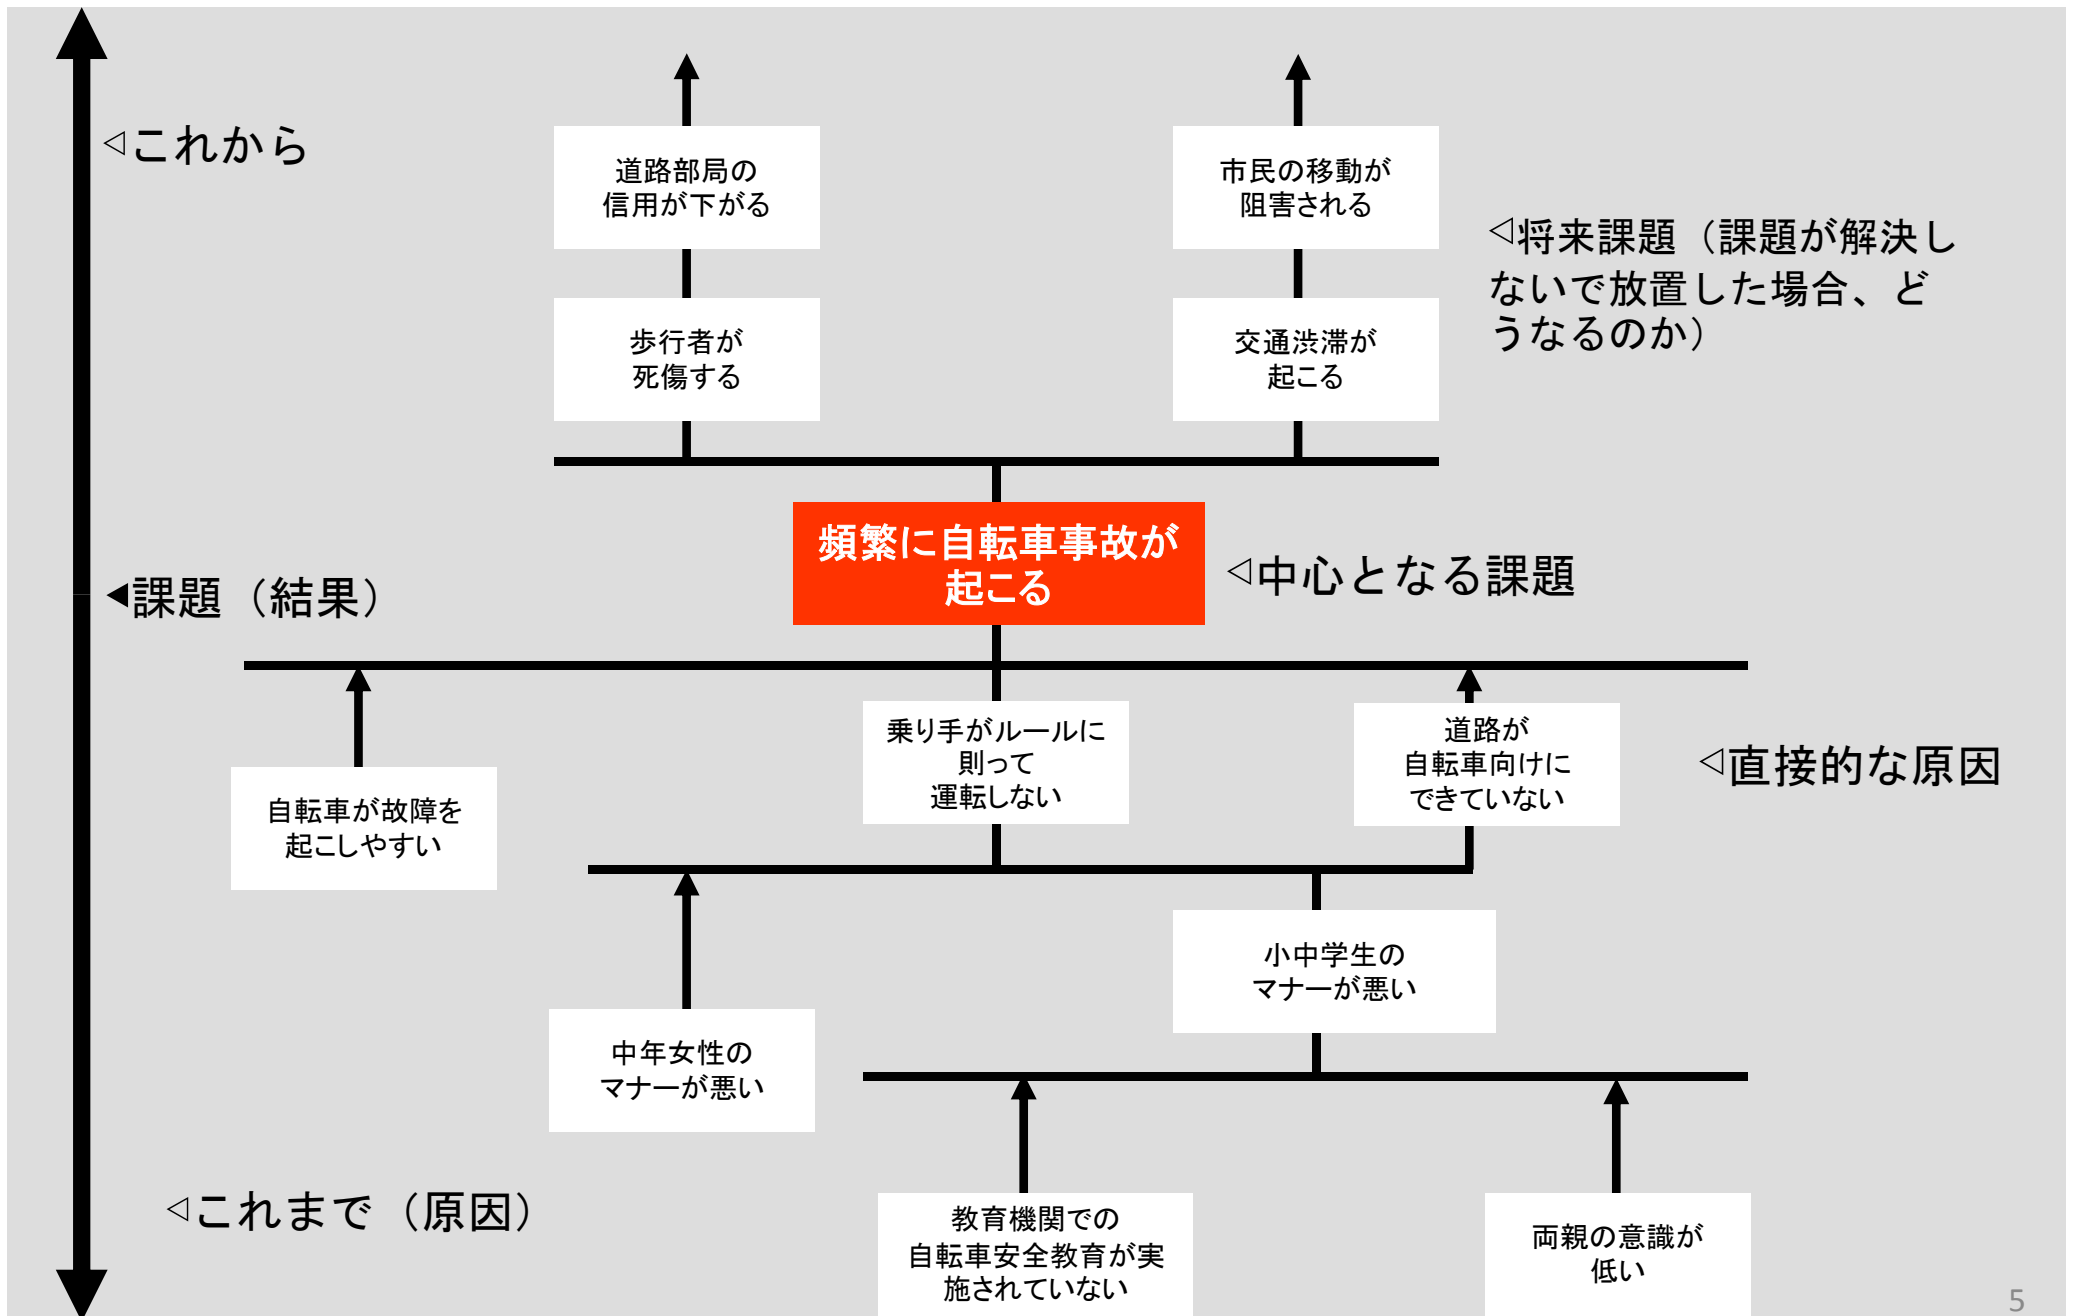 ◁これから
道路部局の
信用が下がる
市民の移動が
阻害される
◁将来課題（課題が解決し
ないで放置した場合、ど
うなるのか）
歩行者が
死傷する
交通渋滞が
起こる
頻繁に自転車事故が
起こる
◁中心となる課題
◀課題（結果）
乗り手がルールに
則って
運転しない
道路が
自転車向けに
できていない
◁直接的な原因
自転車が故障を
起こしやすい
小中学生の
マナーが悪い
中年女性の
マナーが悪い
◁これまで（原因）
教育機関での
自転車安全教育が実
施されていない
両親の意識が
低い
5